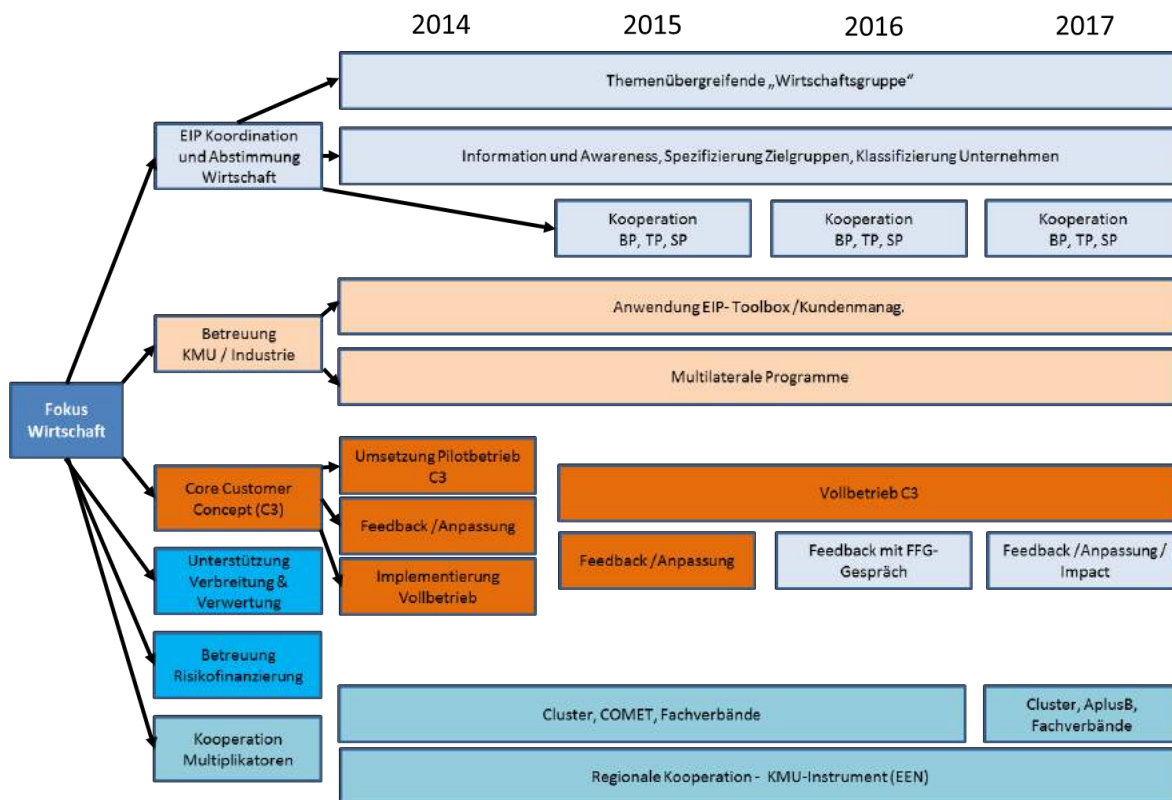 2014 2015 2016 2017
Themenübergreifende „Wirtschaftsgruppe“
EIP Koordination
und Abstimmung
Wirtschaft
Information und Awareness, Spezifizierung Zielgruppen, Klassifizierung Unternehmen
Kooperation
BP, TP, SP
Kooperation
BP, TP, SP
Kooperation
BP, TP, SP
Betreuung
KMU / Industrie
Anwendung EIP- Toolbox /Kundenmanag.
Multilaterale Programme
Fokus
Wirtschaft
Core Customer
Concept (C3)
Umsetzung Pilotbetrieb
C3
Vollbetrieb C3
Feedback /Anpassung
Implementierung
Vollbetrieb
Feedback /Anpassung
Feedback mit FFG-
Gespräch
Feedback /Anpassung /
Impact
Unterstützung
Verbreitung &
Verwertung
Betreuung
Risikofinanzierung
Kooperation
Multiplikatoren
Cluster, COMET, Fachverbände
Cluster, AplusB,
Fachverbände
Regionale Kooperation - KMU-Instrument (EEN)